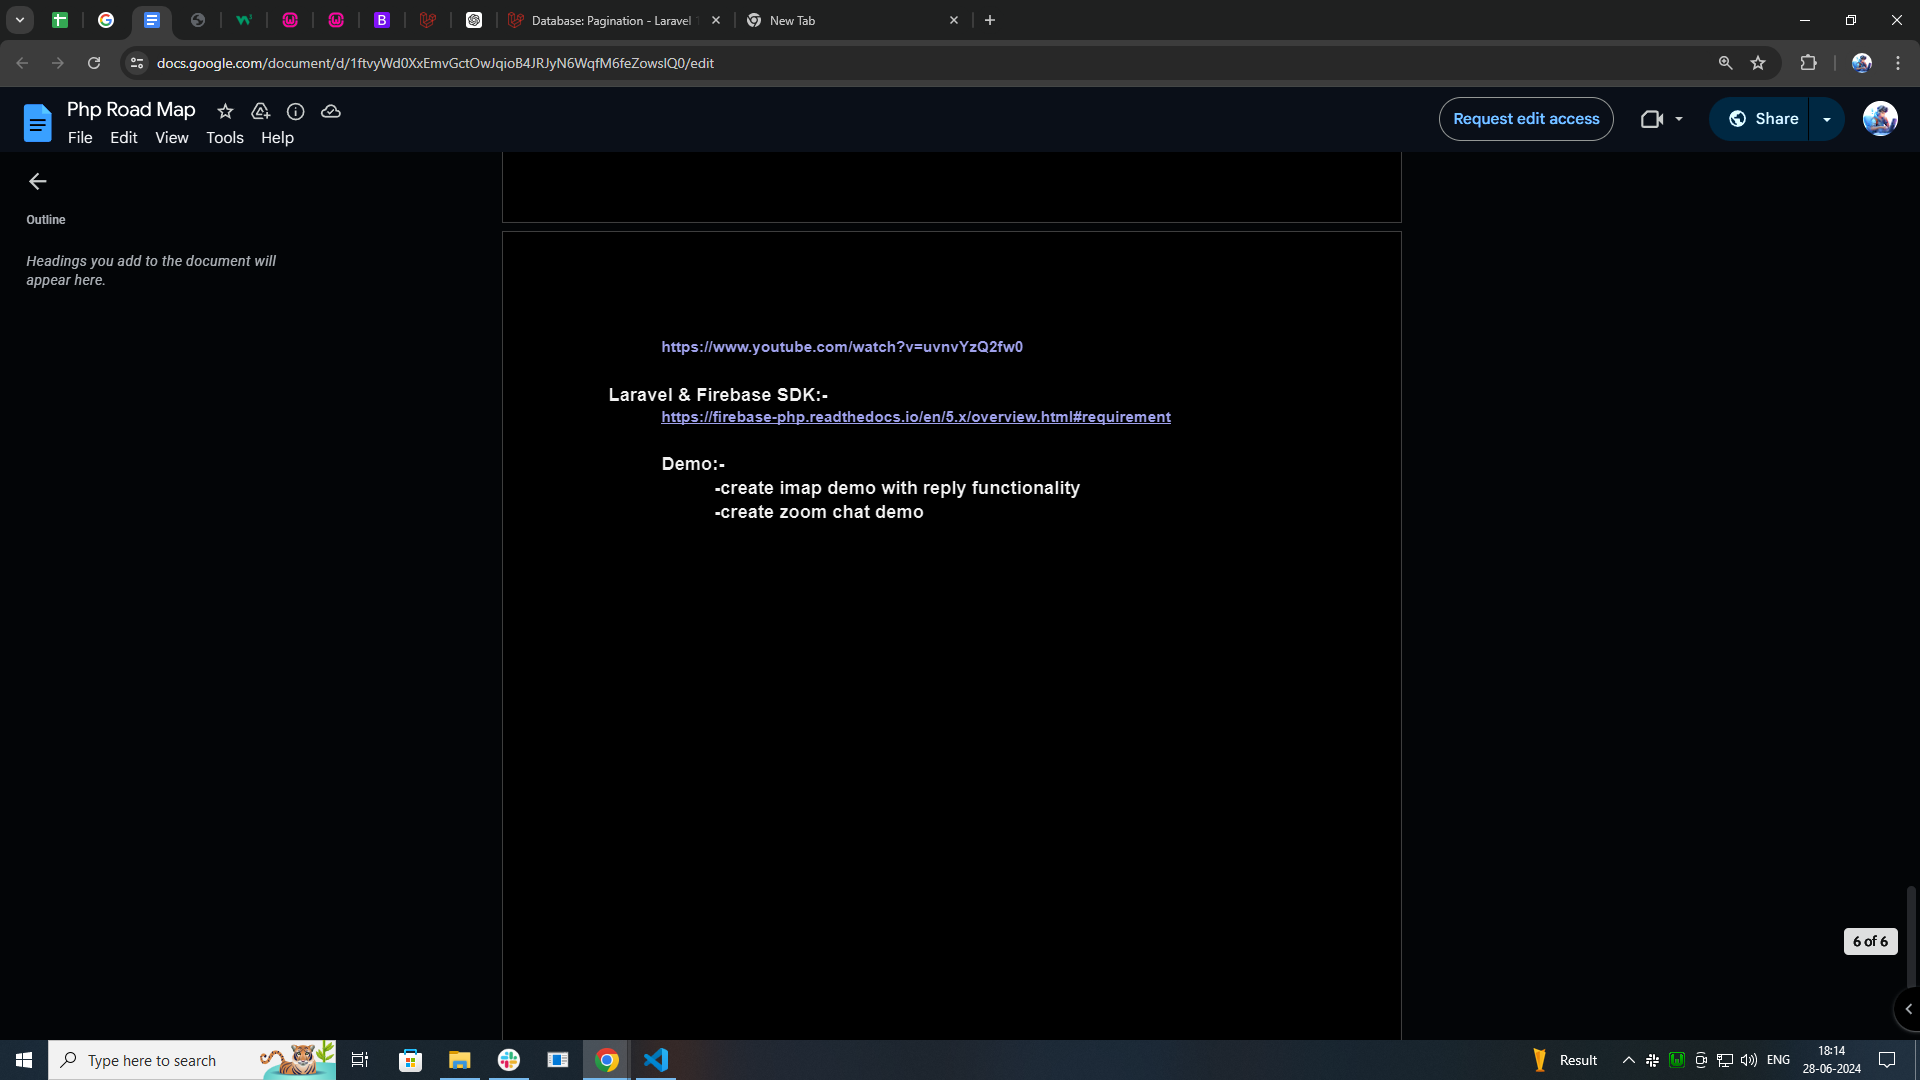 Database: Pagination - Laravel
New Tab
docs.google.com/document/d/1ftvyWd0XxEmvGctOwJqioB4JRJyN6WqfM6feZowslQ0/edit
Php Road Map
File Edit View Tools Help
Request edit access
Share
Outline
Headings you add to the document will
appear here.
https://www.youtube.com/watch?v=uvnvYzQ2fw0
Laravel & Firebase SDK:-
https://firebase-php.readthedocs.io/en/5.x/overview.html#requirement
Demo:-
-create imap demo with reply functionality
-create zoom chat demo
6 of 6
Type here to search
Result
ENG
18:14
28-06-2024